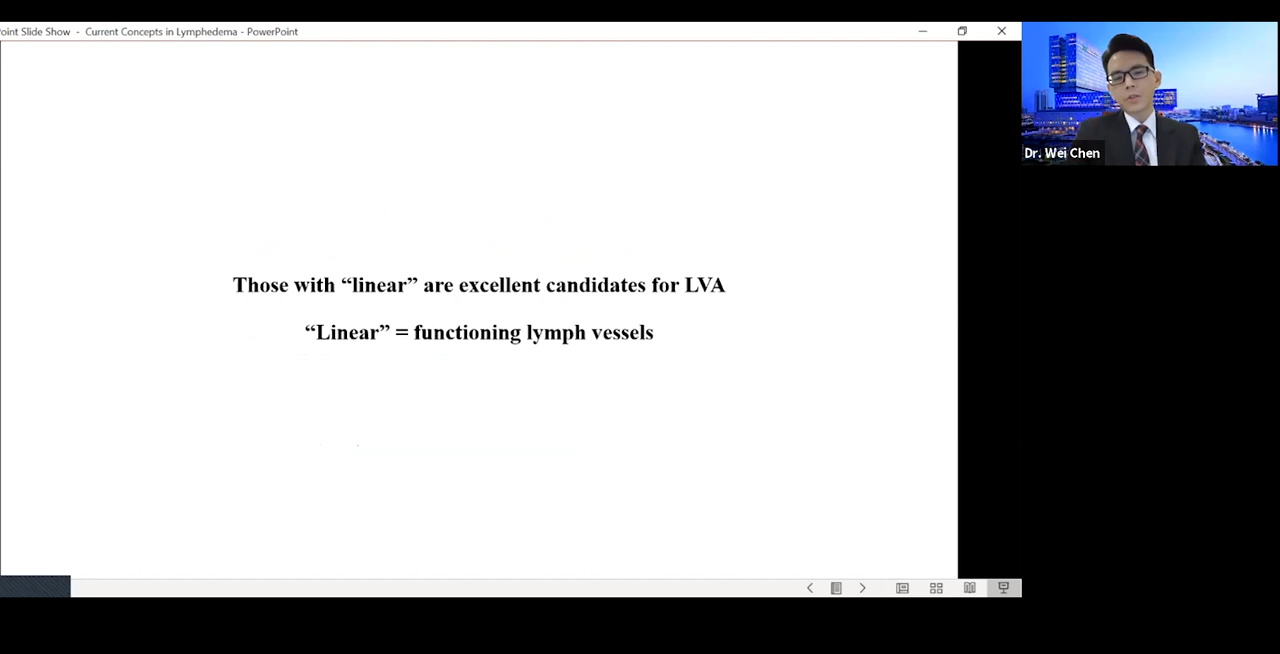 oint Slide Show - Current Concepts in Lymphedema - PowerPoint
Those with “linear” are excellent candidates for LVA
“Linear” = functioning lymph vessels
Dr. Wei Chen